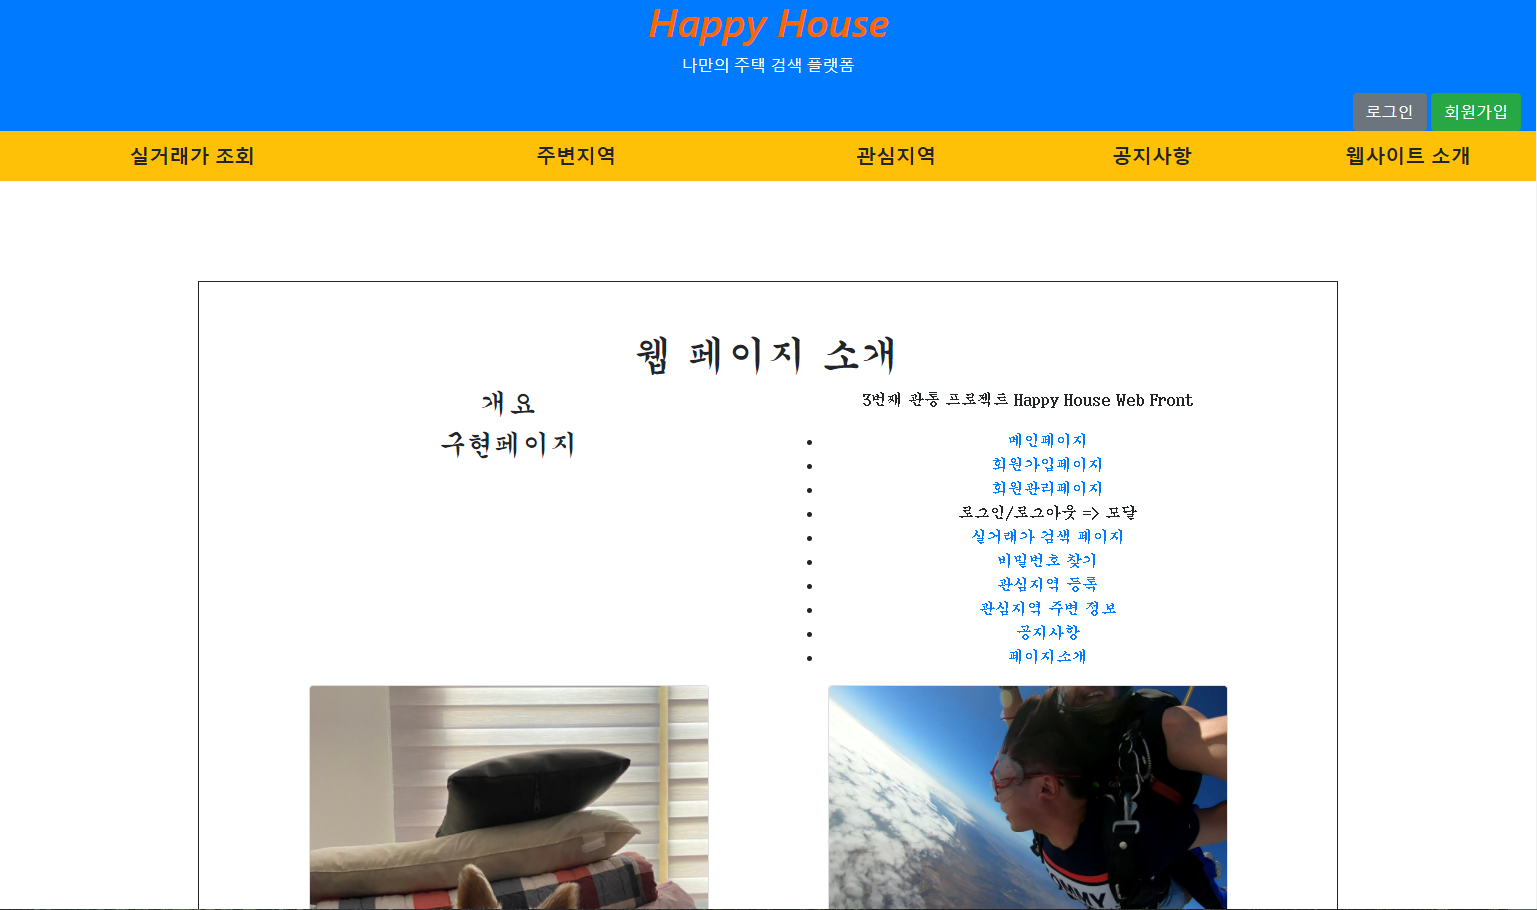 Happy House
나만의 주택 검색 플랫폼
로그인 회원가입
실거래가 조회 주변지역 관심지역 공지사항 웹사이트 소개
웹 페이지 소개
개요 3번재 관통 프로젝트 Happy House Web Front
구현페이지
메인페이지
회원가입페이지
회원관리페이지
로그인/로그아웃 => 모달
실거래가 검색 페이지
비밀번호 찾기
관심지역 등록
관심지역 주변 정보
공지사항
페이지소개